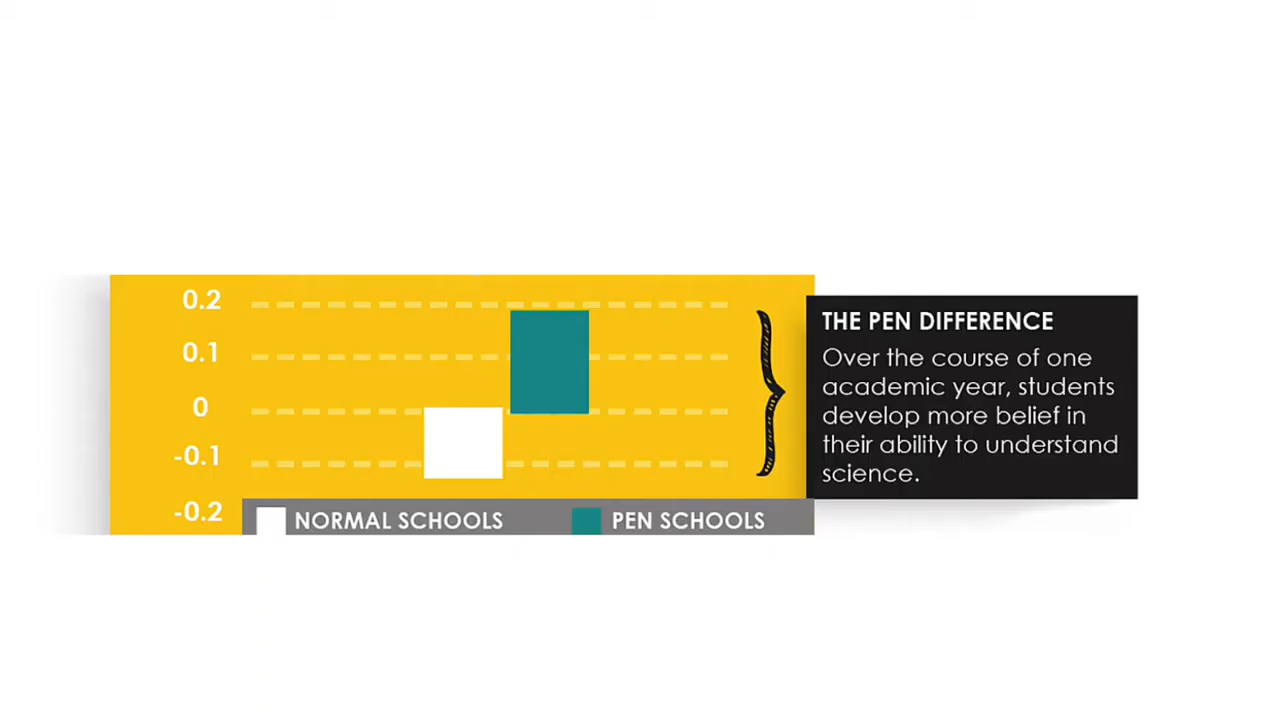 0.2
0.1
0
-0.1
-0.2
NORMAL SCHOOLS
PEN SCHOOLS
THE PEN DIFFERENCE
Over the course of one
academic year, students
develop more belief in
their ability to understand
science.